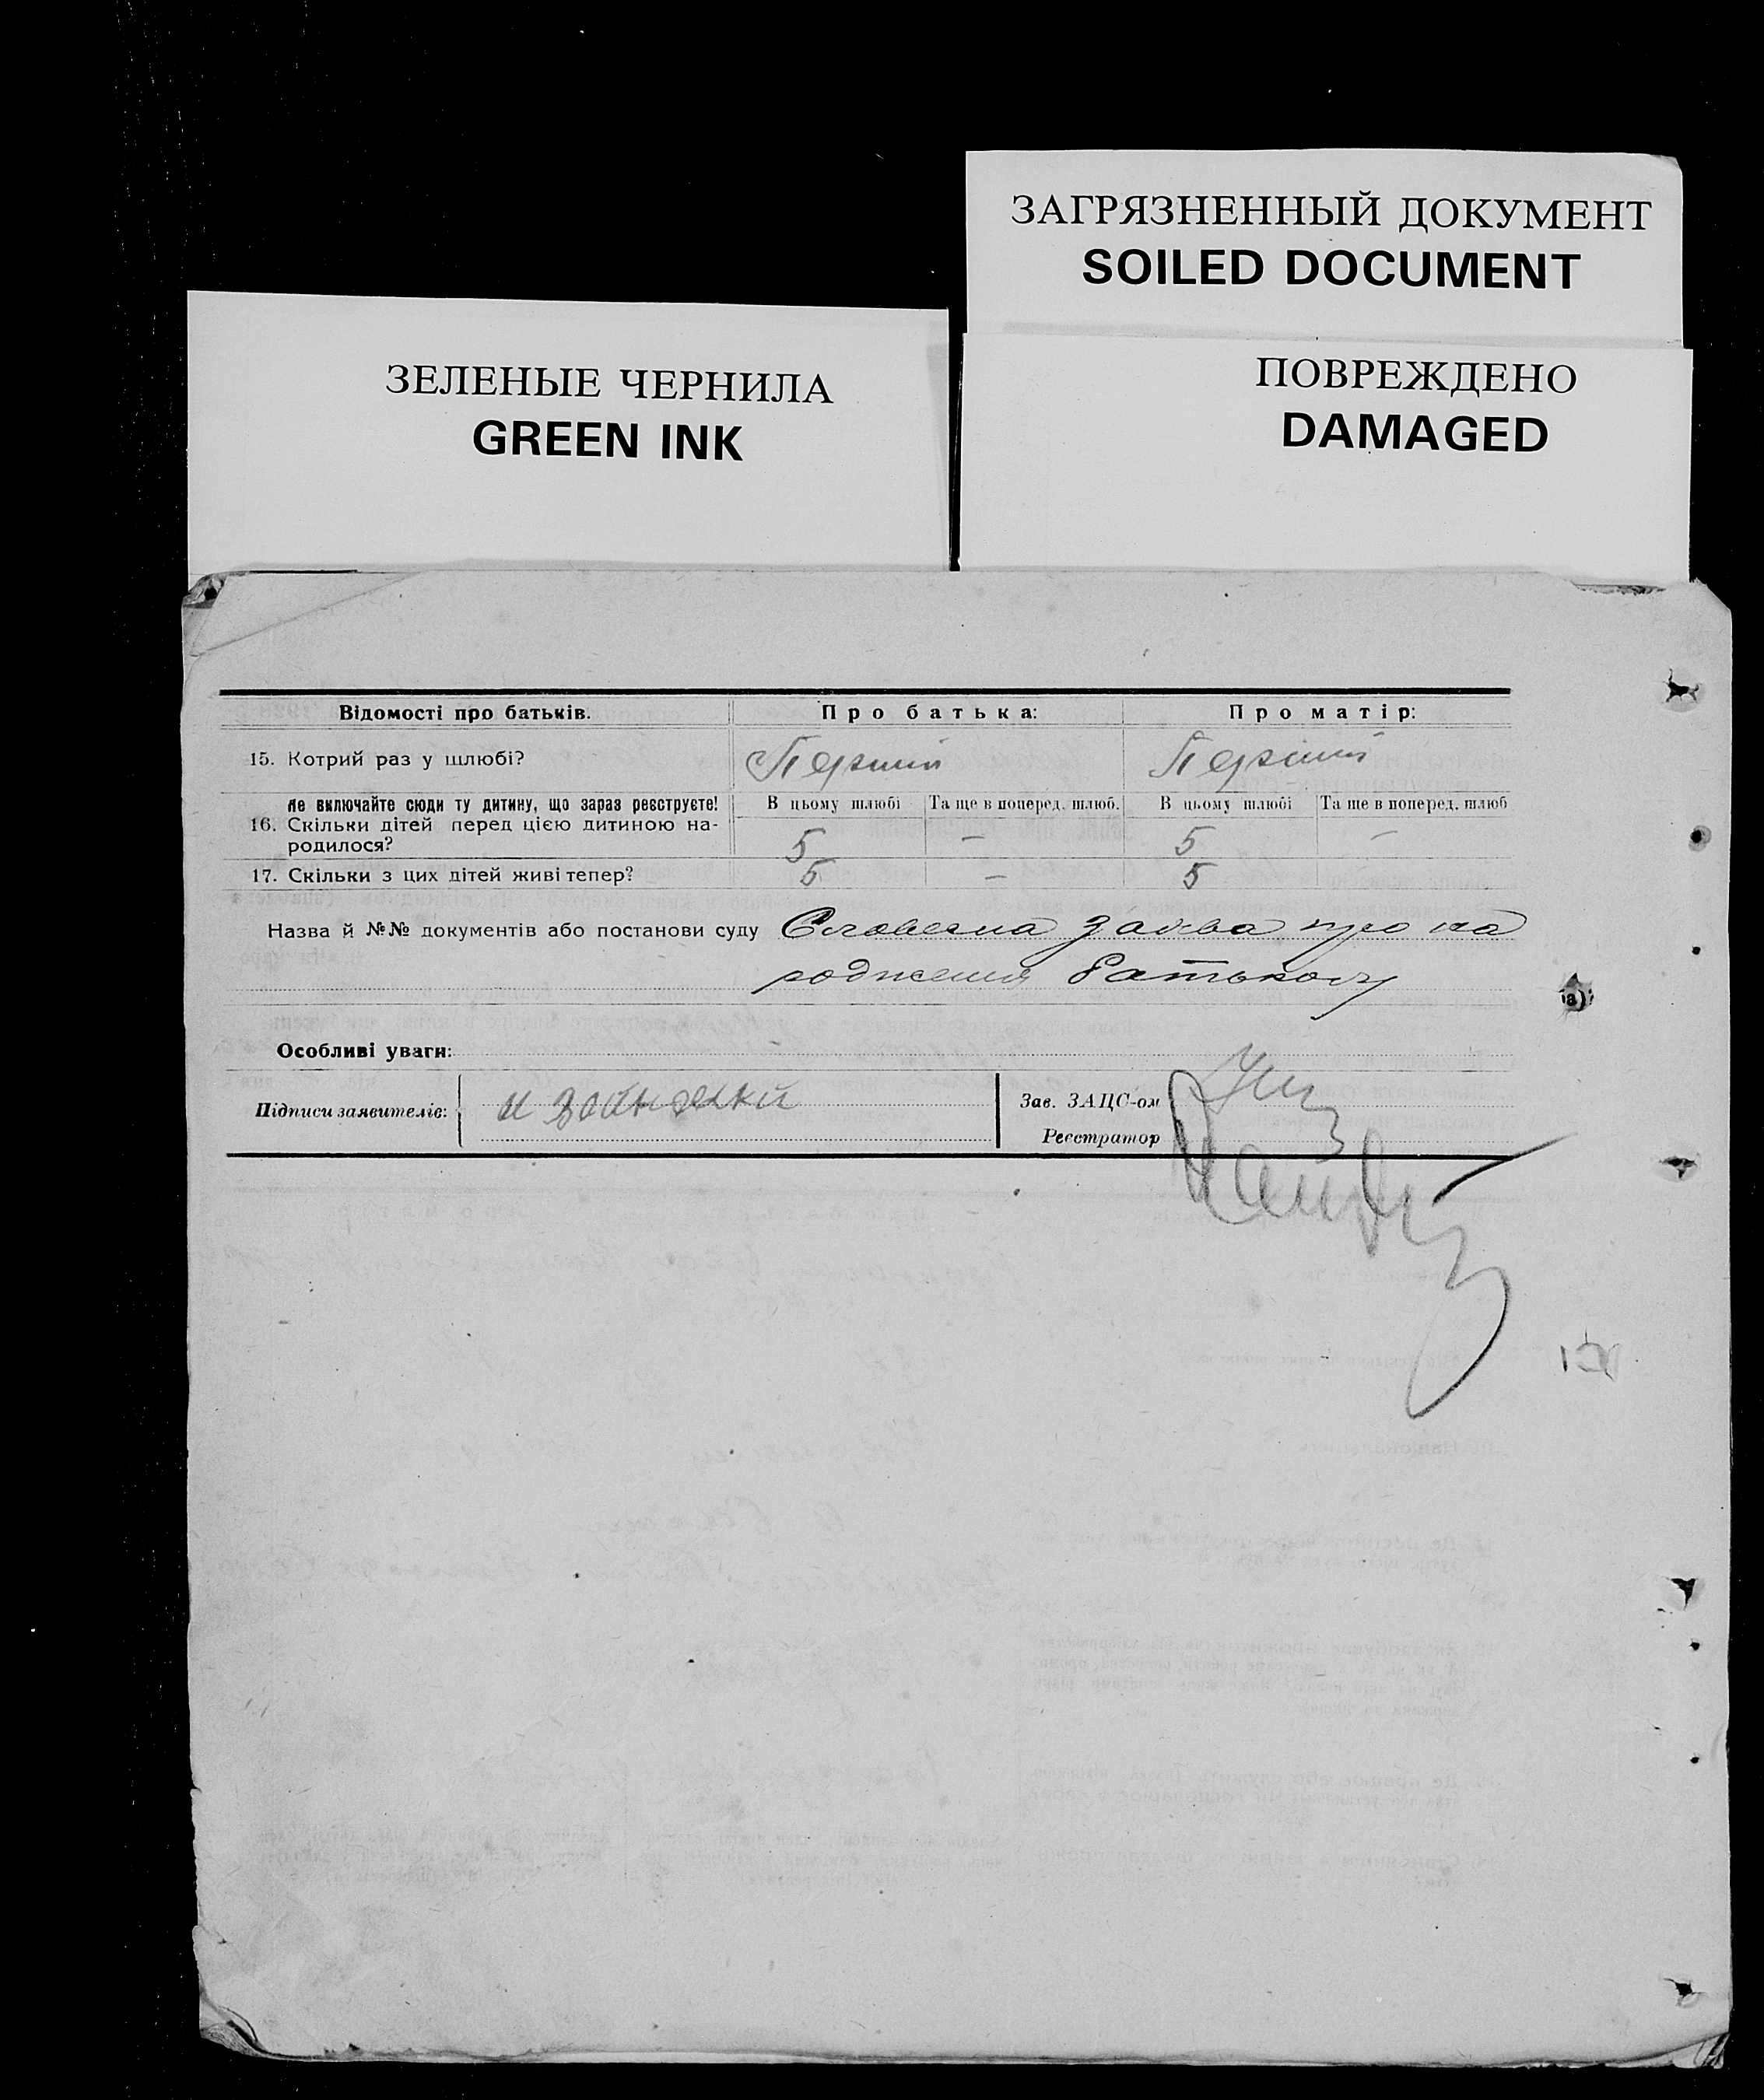 ЗАГРЯЗНЕННЫЙ ДОКУМЕНТ
SOILED DOCUMENT
ЗЕЛЕНЫЕ ЧЕРНИЛА
GREEN INK
ПОВРЕЖДЕНО
DAMAGED
Відомості про батьків. Про батька: Про матір:
15. Котрий раз у шлюбі? Перший Перший
Не включайте сюди ту дитину, що зараз реєструєте! В цьому шлюбі Та ще в поперед. шлюб. В цьому шлюбі Та ще в поперед. шлюб
16. Скільки дітей перед цією дитиною на-
родилося? 5 — 5 —
17. Скільки з цих дітей живі тепер? 5 — 5
Назва й №№ документів або постанови суду Словесна заява про на
родження батьком
Особливі уваги:
Підписи заявителів:
Зав. ЗАЦС-ом
Реєстратор
а)